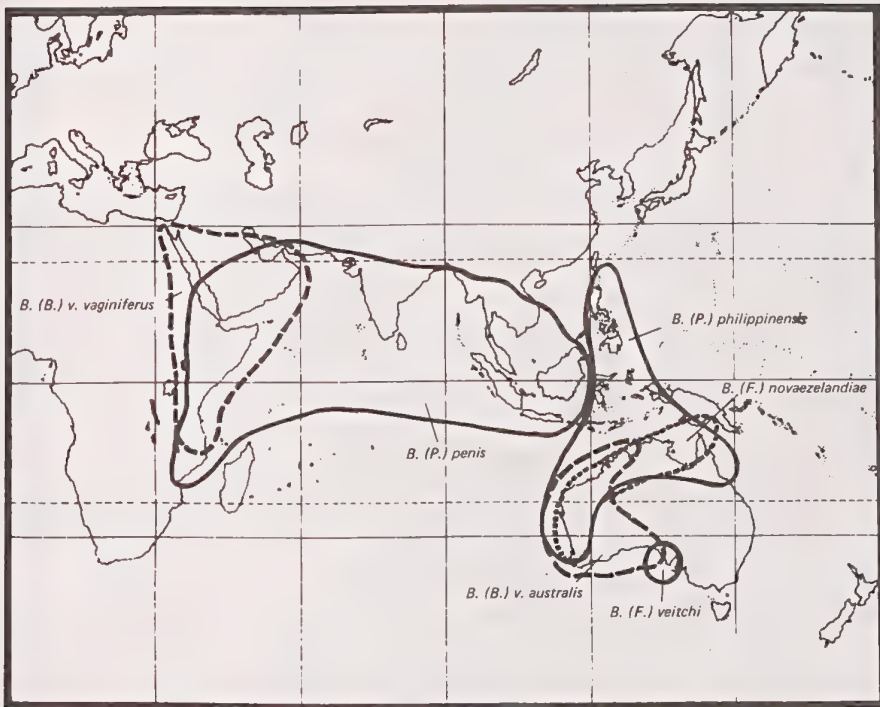 B. (B.) v. vaginiferus
B. (P.) philippinensis
B. (F.) novaezelandiae
B. (P.) penis
B. (B.) v. australis
B. (F.) veitchi